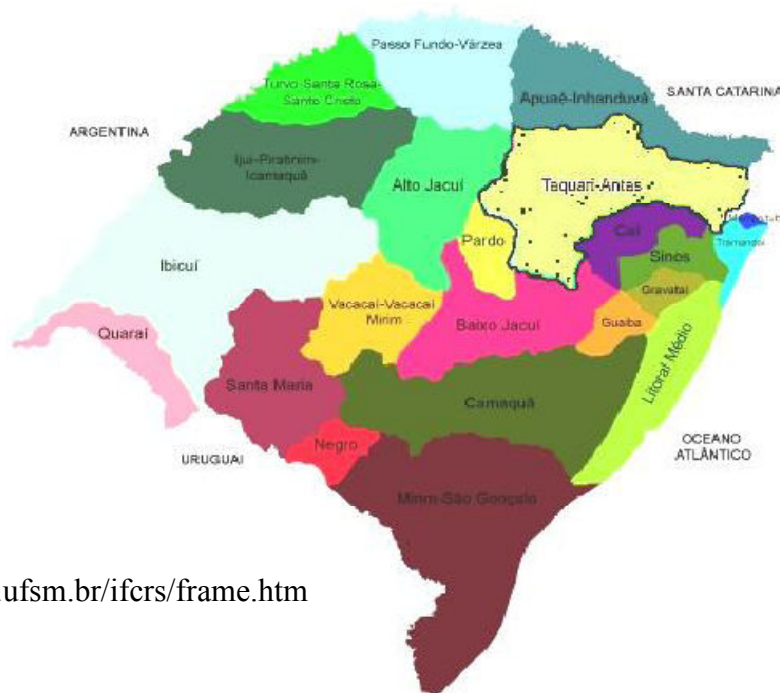 Passo Fundo-Várzea
Turvo-Santa Rosa-
Santo Cristo
Apuaê-Inhanduvá
SANTA CATARINA
ARGENTINA
Ijuí-Piratinim-
Icamaquã
Alto Jacuí
Taquari-Antas
Pardo
Caí
Sinos
Tramandaí
Ibicuí
Gravataí
Vacacaí-Vacacaí
Mirim
Baixo Jacuí
Guaíba
Quaraí
Litoral Médio
Santa Maria
Camaquã
OCEANO
ATLÂNTICO
Negro
URUGUAI
Mirim-São Gonçalo
.ufsm.br/ifcrs/frame.htm